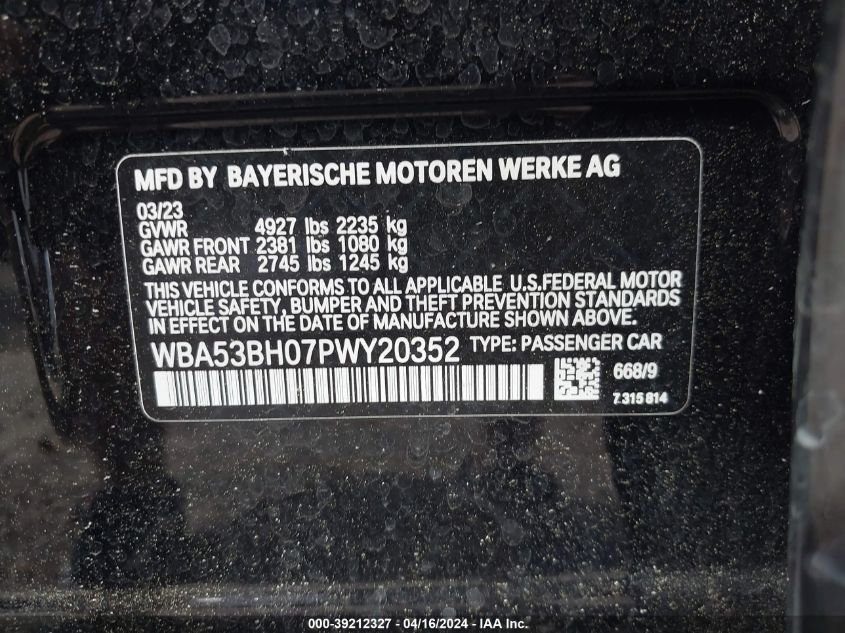 MFD BY BAYERISCHE MOTOREN WERKE AG
03/23
GVWR 4927 lbs 2235 kg
GAWR FRONT 2381 lbs 1080 kg
GAWR REAR 2745 lbs 1245 kg
THIS VEHICLE CONFORMS TO ALL APPLICABLE U.S.FEDERAL MOTOR
VEHICLE SAFETY, BUMPER AND THEFT PREVENTION STANDARDS
IN EFFECT ON THE DATE OF MANUFACTURE SHOWN ABOVE.
WBA53BH07PWY20352 TYPE: PASSENGER CAR
668/9
7 315 814
000-39212327 - 04/16/2024 - IAA Inc.